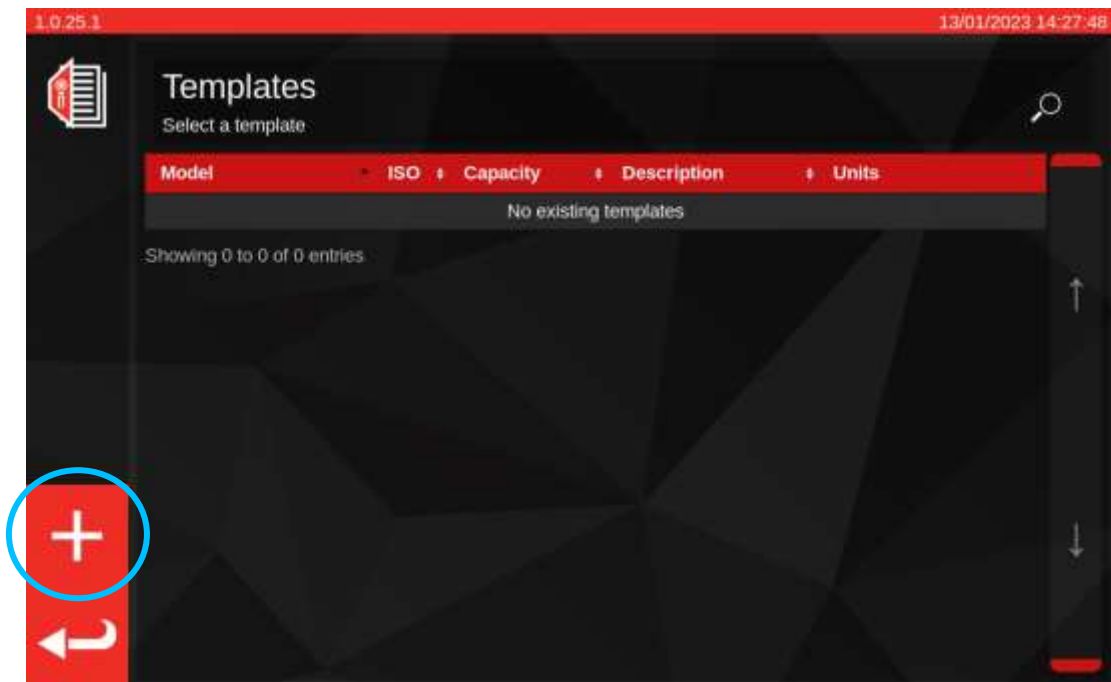 1.0.25.1 13/01/2023 14:27:48
Templates
Select a template
Model ISO Capacity Description Units
No existing templates
Showing 0 to 0 of 0 entries